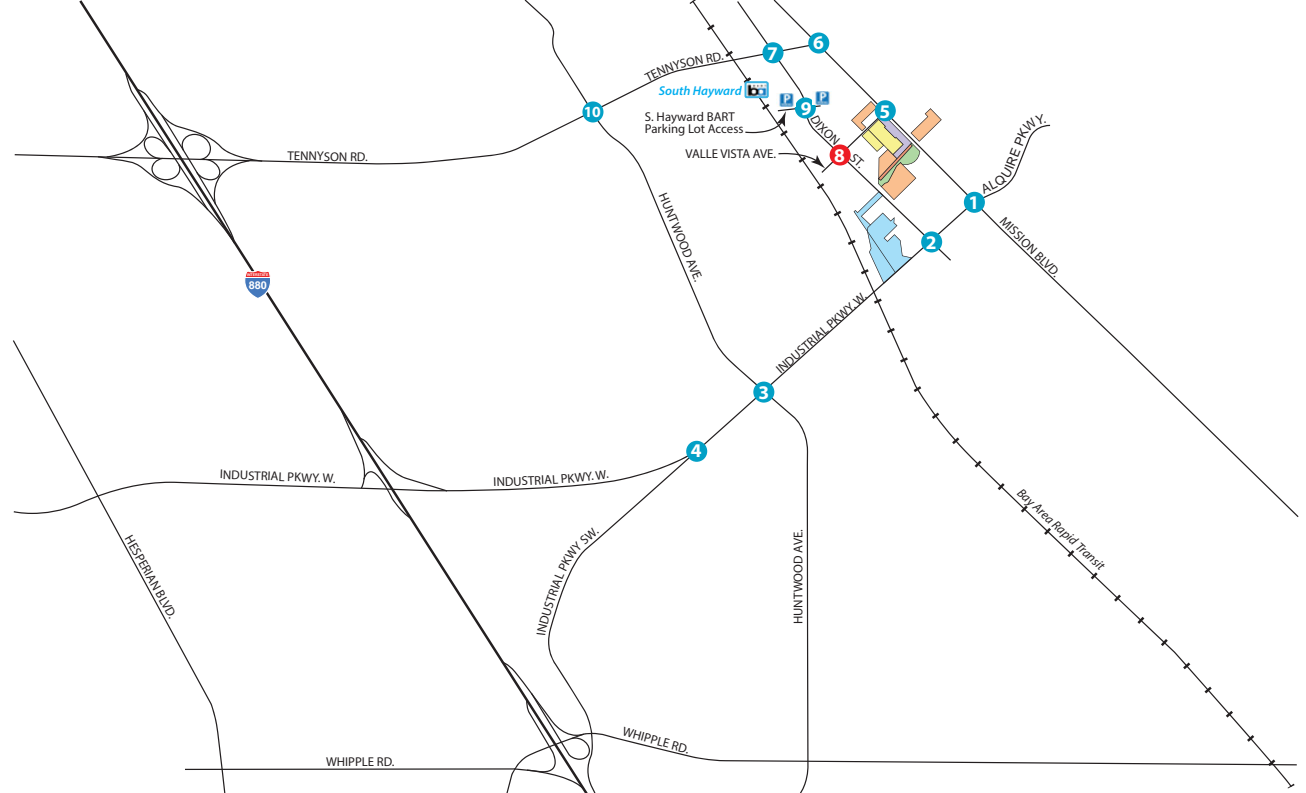 6
7
TENNYSON RD.
South Hayward
P
P
9
5
10
S. Hayward BART
Parking Lot Access
DIXON ST.
ALQUIRE PKWY.
VALLE VISTA AVE.
8
TENNYSON RD.
HUNTWOOD AVE.
1
MISSION BLVD.
2
INTERSTATE
880
INDUSTRIAL PKWY. W.
3
4
INDUSTRIAL PKWY. W.
INDUSTRIAL PKWY. W.
Bay Area Rapid Transit
HESPERIAN BLVD.
INDUSTRIAL PKWY SW.
HUNTWOOD AVE.
WHIPPLE RD.
WHIPPLE RD.